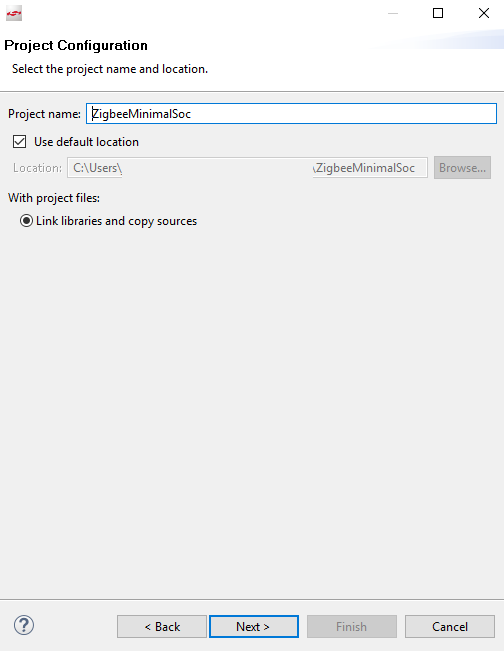 Project Configuration
Select the project name and location.
Project name: ZigbeeMinimalSoc
Use default location
Location: C:\Users\ \ZigbeeMinimalSoc Browse...
With project files:
Link libraries and copy sources
? < Back Next > Finish Cancel